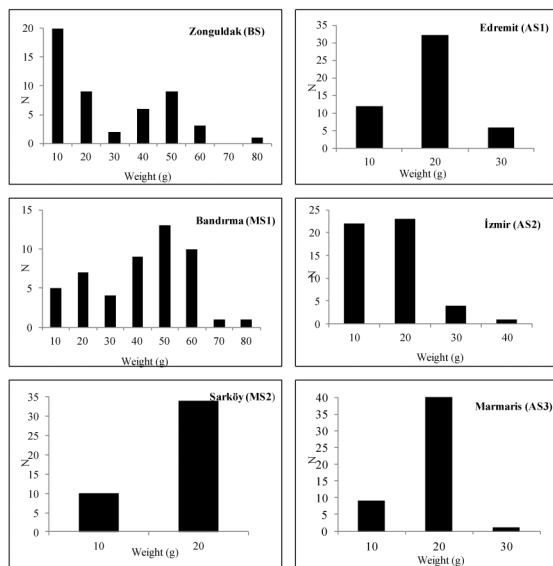 Zonguldak (BS)
20
15
10
5
0
N
10 20 30 40 50 60 70 80
Weight (g)
Edremit (AS1)
35
30
25
20
15
10
5
0
N
10 20 30
Weight (g)
Bandırma (MS1)
15
10
5
0
N
10 20 30 40 50 60 70 80
Weight (g)
İzmir (AS2)
25
20
15
10
5
0
N
10 20 30 40
Weight (g)
Şarköy (MS2)
35
30
25
20
15
10
5
0
N
10 20
Weight (g)
Marmaris (AS3)
40
35
30
25
20
15
10
5
0
N
10 20 30
Weight (g)